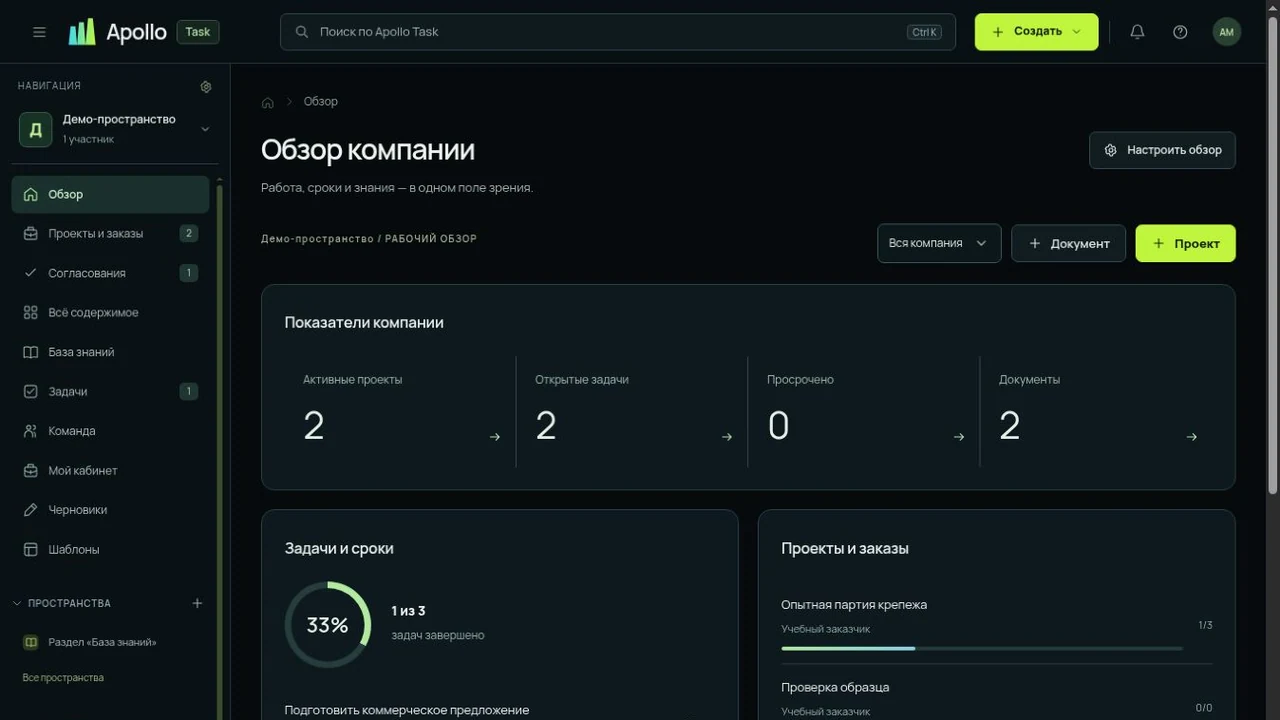 Apollo Task
Поиск по Apollo Task
Ctrl K
Создать
АМ
НАВИГАЦИЯ
Д
Демо-пространство
1 участник
Обзор
Проекты и заказы 2
Согласования 1
Всё содержимое
База знаний
Задачи 1
Команда
Мой кабинет
Черновики
Шаблоны
ПРОСТРАНСТВА
Раздел «База знаний»
Все пространства
Обзор
Обзор компании
Настроить обзор
Работа, сроки и знания — в одном поле зрения.
Демо-пространство / РАБОЧИЙ ОБЗОР
Вся компания
Документ
Проект
Показатели компании
Активные проекты
2
Открытые задачи
2
Просрочено
0
Документы
2
Задачи и сроки
33%
1 из 3
задач завершено
Подготовить коммерческое предложение
Проекты и заказы
Опытная партия крепежа
Учебный заказчик
1/3
Проверка образца
Учебный заказчик
0/0